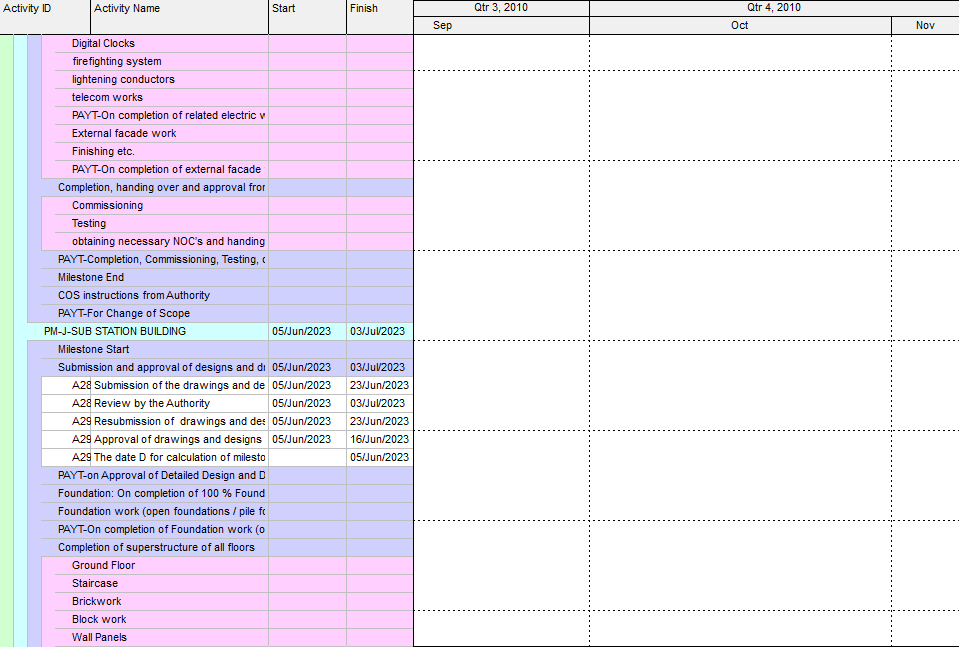 Activity ID Activity Name Start Finish Qtr 3, 2010 Qtr 4, 2010
Sep Oct Nov
Digital Clocks
firefighting system
lightening conductors
telecom works
PAYT-On completion of related electric w
External facade work
Finishing etc.
PAYT-On completion of external facade
Completion, handing over and approval fron
Commissioning
Testing
obtaining necessary NOC's and handing
PAYT-Completion, Commissioning, Testing, c
Milestone End
COS instructions from Authority
PAYT-For Change of Scope
PM-J-SUB STATION BUILDING 05/Jun/2023 03/Jul/2023
Milestone Start
Submission and approval of designs and dr 05/Jun/2023 03/Jul/2023
A28 Submission of the drawings and de 05/Jun/2023 23/Jun/2023
A28 Review by the Authority 05/Jun/2023 03/Jul/2023
A29 Resubmission of drawings and des 05/Jun/2023 23/Jun/2023
A29 Approval of drawings and designs 05/Jun/2023 16/Jun/2023
A29 The date D for calculation of milesto 05/Jun/2023
PAYT-on Approval of Detailed Design and D
Foundation: On completion of 100 % Found
Foundation work (open foundations / pile fo
PAYT-On completion of Foundation work (o
Completion of superstructure of all floors
Ground Floor
Staircase
Brickwork
Block work
Wall Panels